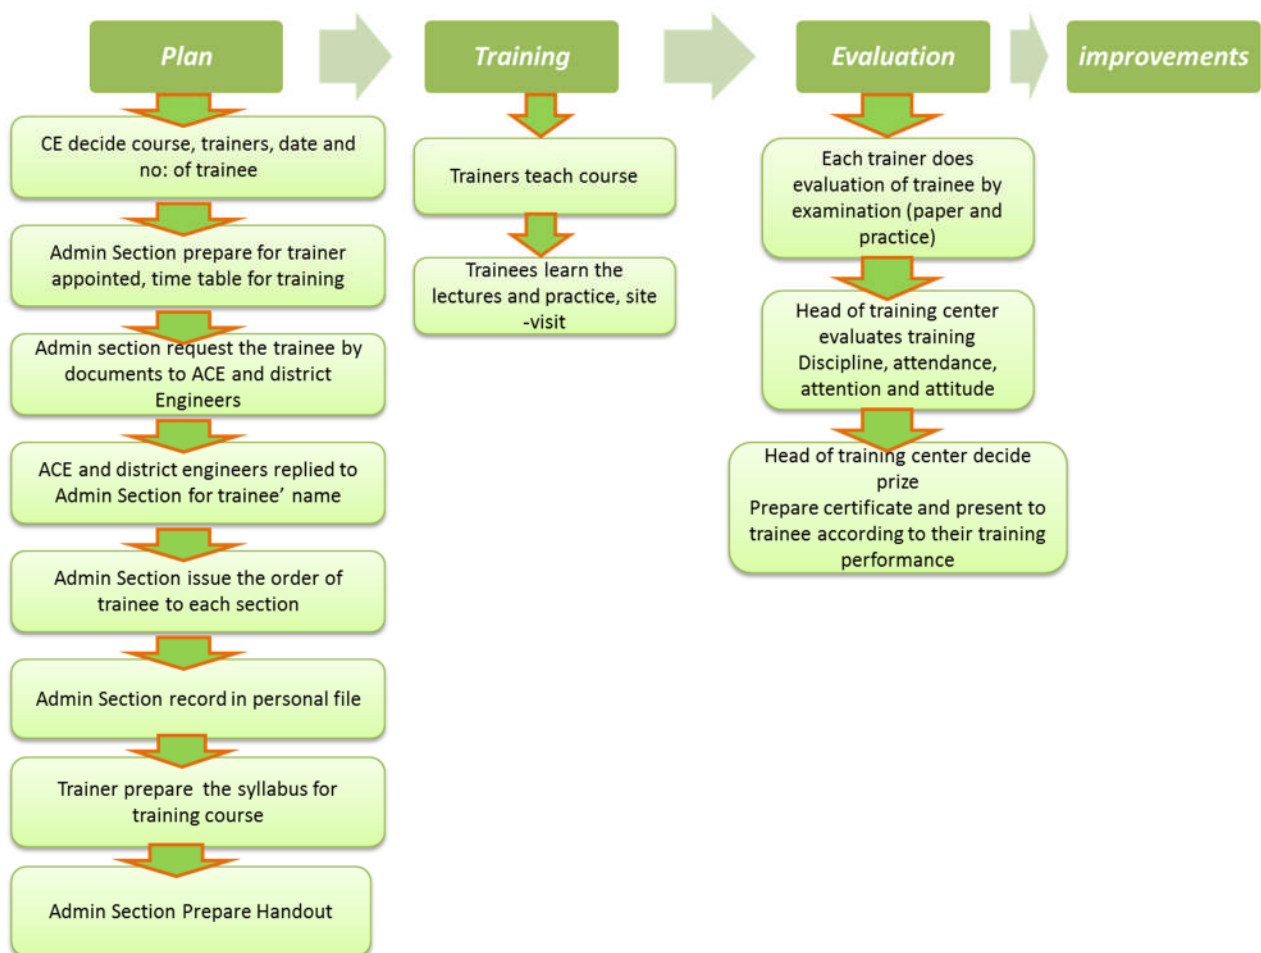 Plan
Training
Evaluation
improvements
CE decide course, trainers, date and
no: of trainee
Admin Section prepare for trainer
appointed, time table for training
Admin section request the trainee by
documents to ACE and district
Engineers
ACE and district engineers replied to
Admin Section for trainee’ name
Admin Section issue the order of
trainee to each section
Admin Section record in personal file
Trainer prepare the syllabus for
training course
Admin Section Prepare Handout
Trainers teach course
Trainees learn the
lectures and practice, site
-visit
Each trainer does
evaluation of trainee by
examination (paper and
practice)
Head of training center
evaluates training
Discipline, attendance,
attention and attitude
Head of training center decide
prize
Prepare certificate and present to
trainee according to their training
performance